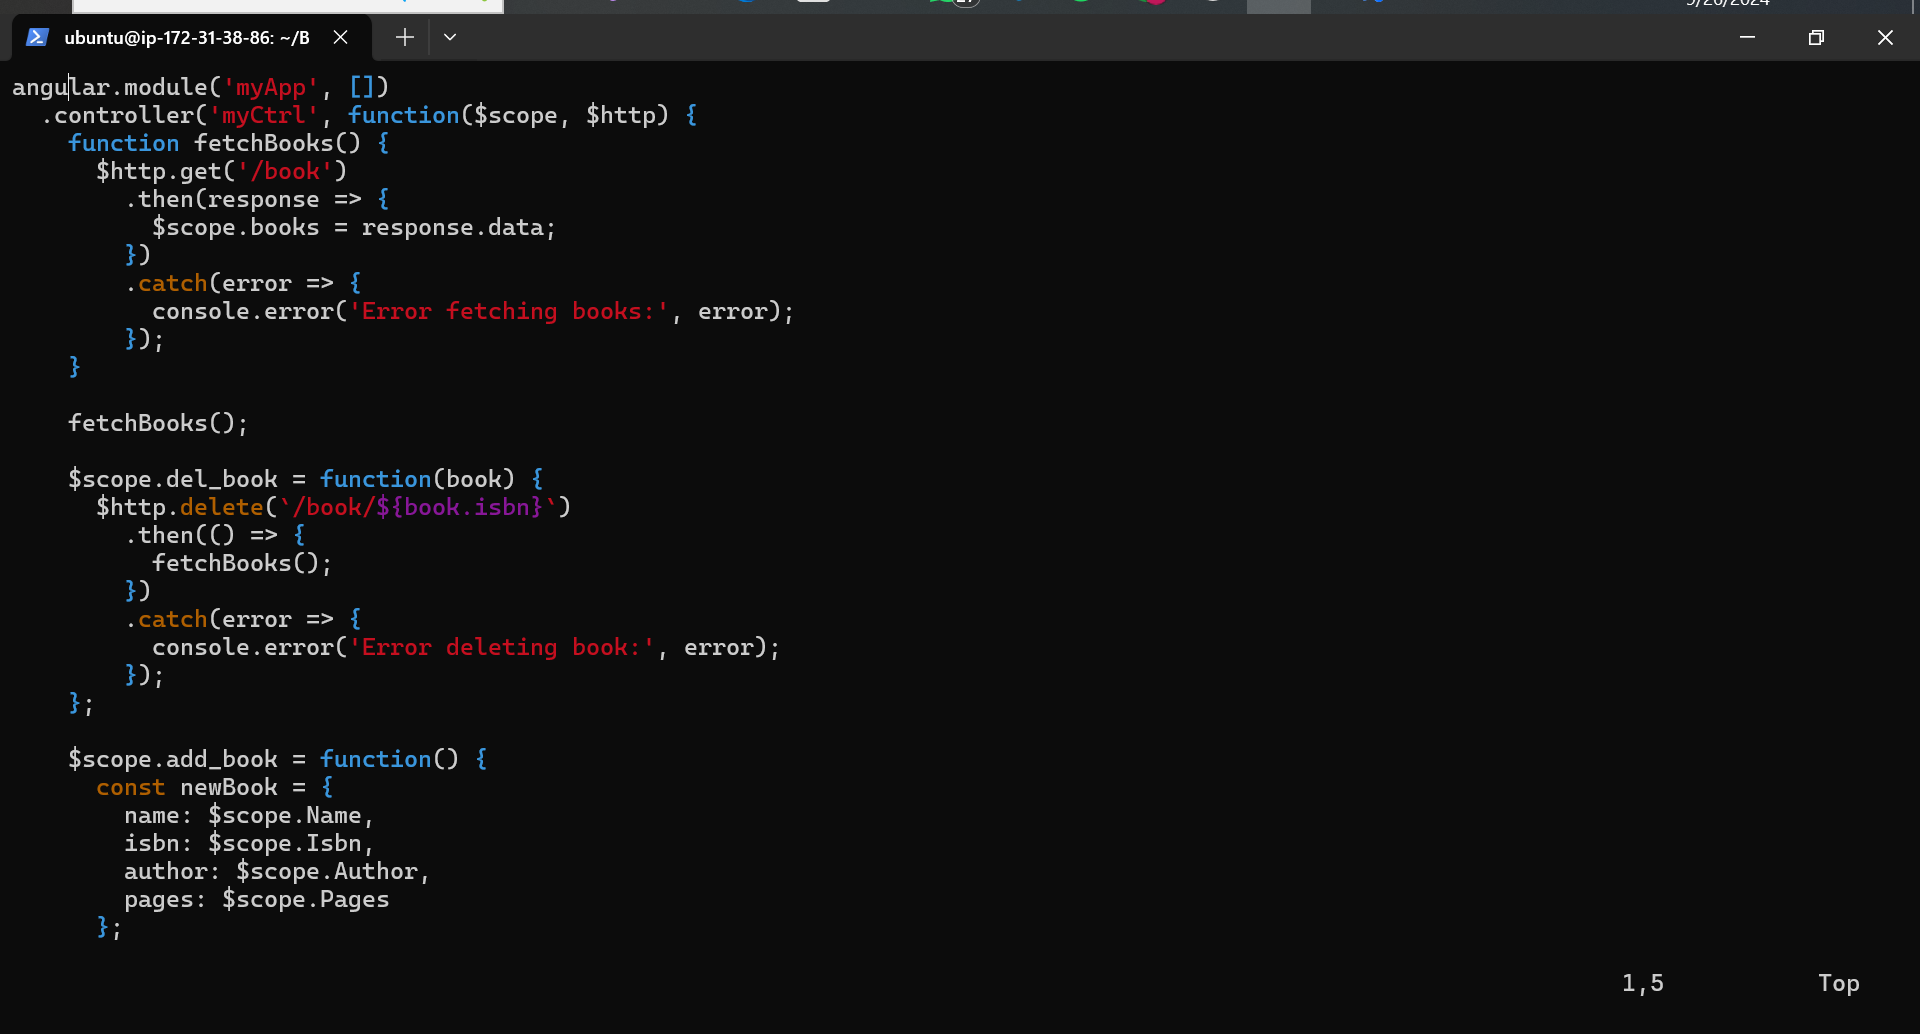 9/26/2024
ubuntu@ip-172-31-38-86: ~/B
angular.module('myApp', [])
  .controller('myCtrl', function($scope, $http) {
    function fetchBooks() {
      $http.get('/book')
        .then(response => {
          $scope.books = response.data;
        })
        .catch(error => {
          console.error('Error fetching books:', error);
        });
    }

    fetchBooks();

    $scope.del_book = function(book) {
      $http.delete(`/book/${book.isbn}`)
        .then(() => {
          fetchBooks();
        })
        .catch(error => {
          console.error('Error deleting book:', error);
        });
    };

    $scope.add_book = function() {
      const newBook = {
        name: $scope.Name,
        isbn: $scope.Isbn,
        author: $scope.Author,
        pages: $scope.Pages
      };
1,5 Top